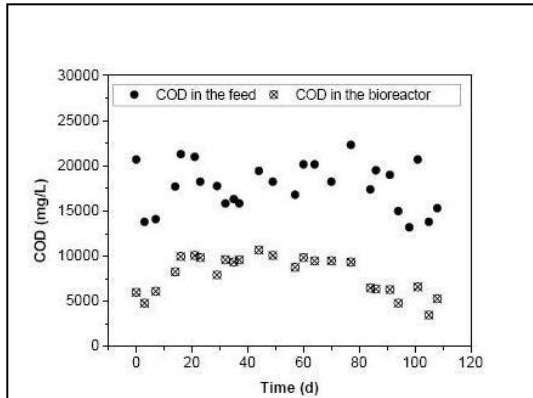 30000
COD in the feed COD in the bioreactor
25000
20000
15000
10000
5000
0
COD (mg/L)
0 20 40 60 80 100 120
Time (d)